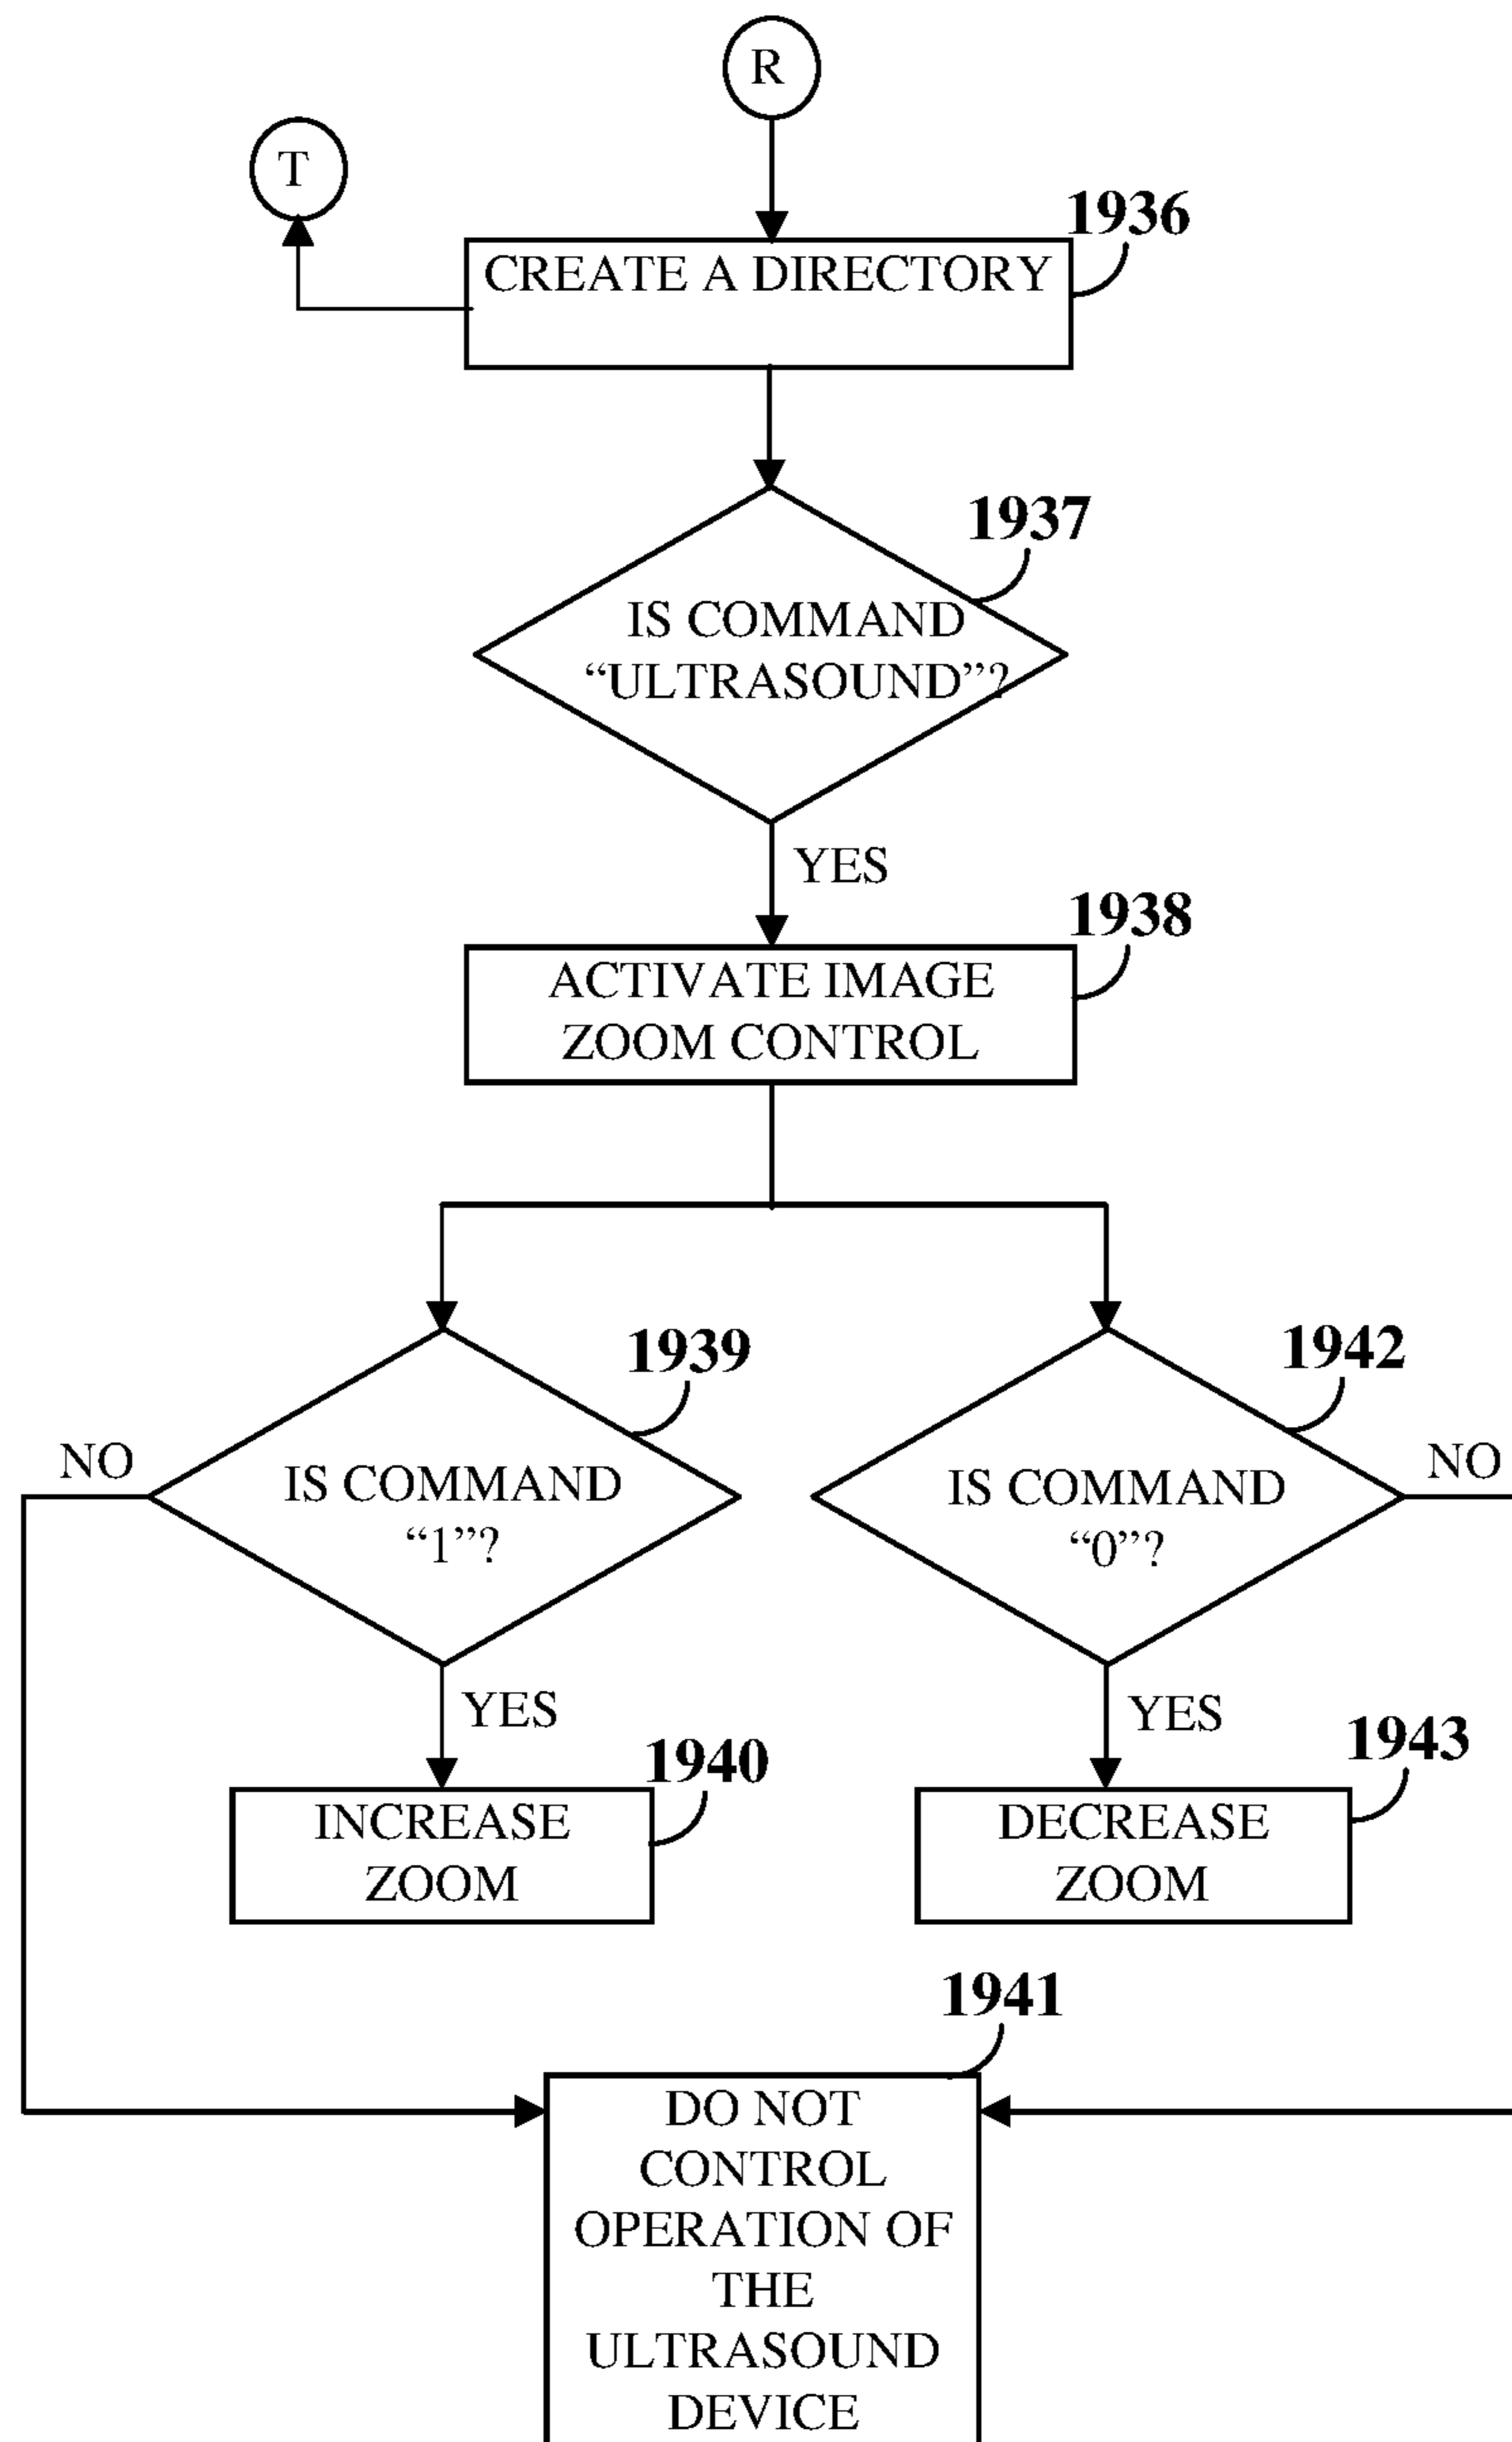 R
T
1936
CREATE A DIRECTORY
1937
IS COMMAND
“ULTRASOUND”?
YES
1938
ACTIVATE IMAGE
ZOOM CONTROL
1939
1942
NO
NO
IS COMMAND
“1”?
IS COMMAND
“0”?
YES
YES
1940
1943
INCREASE
ZOOM
DECREASE
ZOOM
1941
DO NOT
CONTROL
OPERATION OF
THE
ULTRASOUND
DEVICE